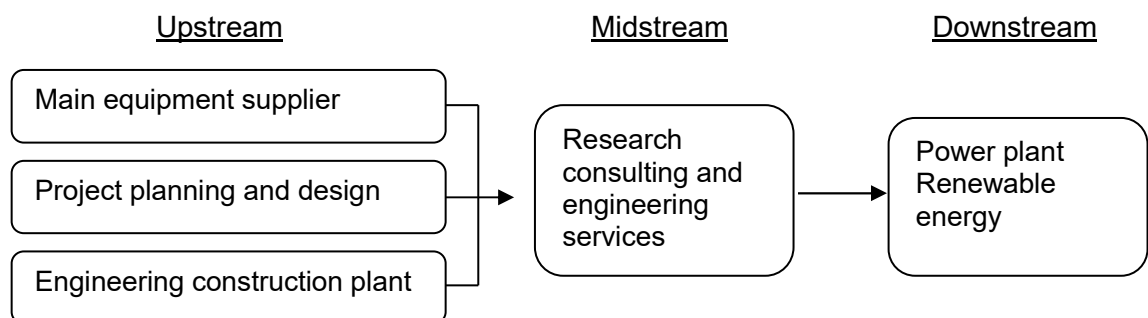 Upstream
Midstream
Downstream
Main equipment supplier
Project planning and design
Engineering construction plant
Research
consulting and
engineering
services
Power plant
Renewable
energy